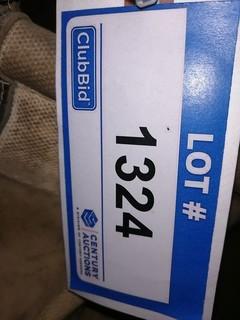 LOT #
1324
ClubBid
CENTURY
AUCTIONS